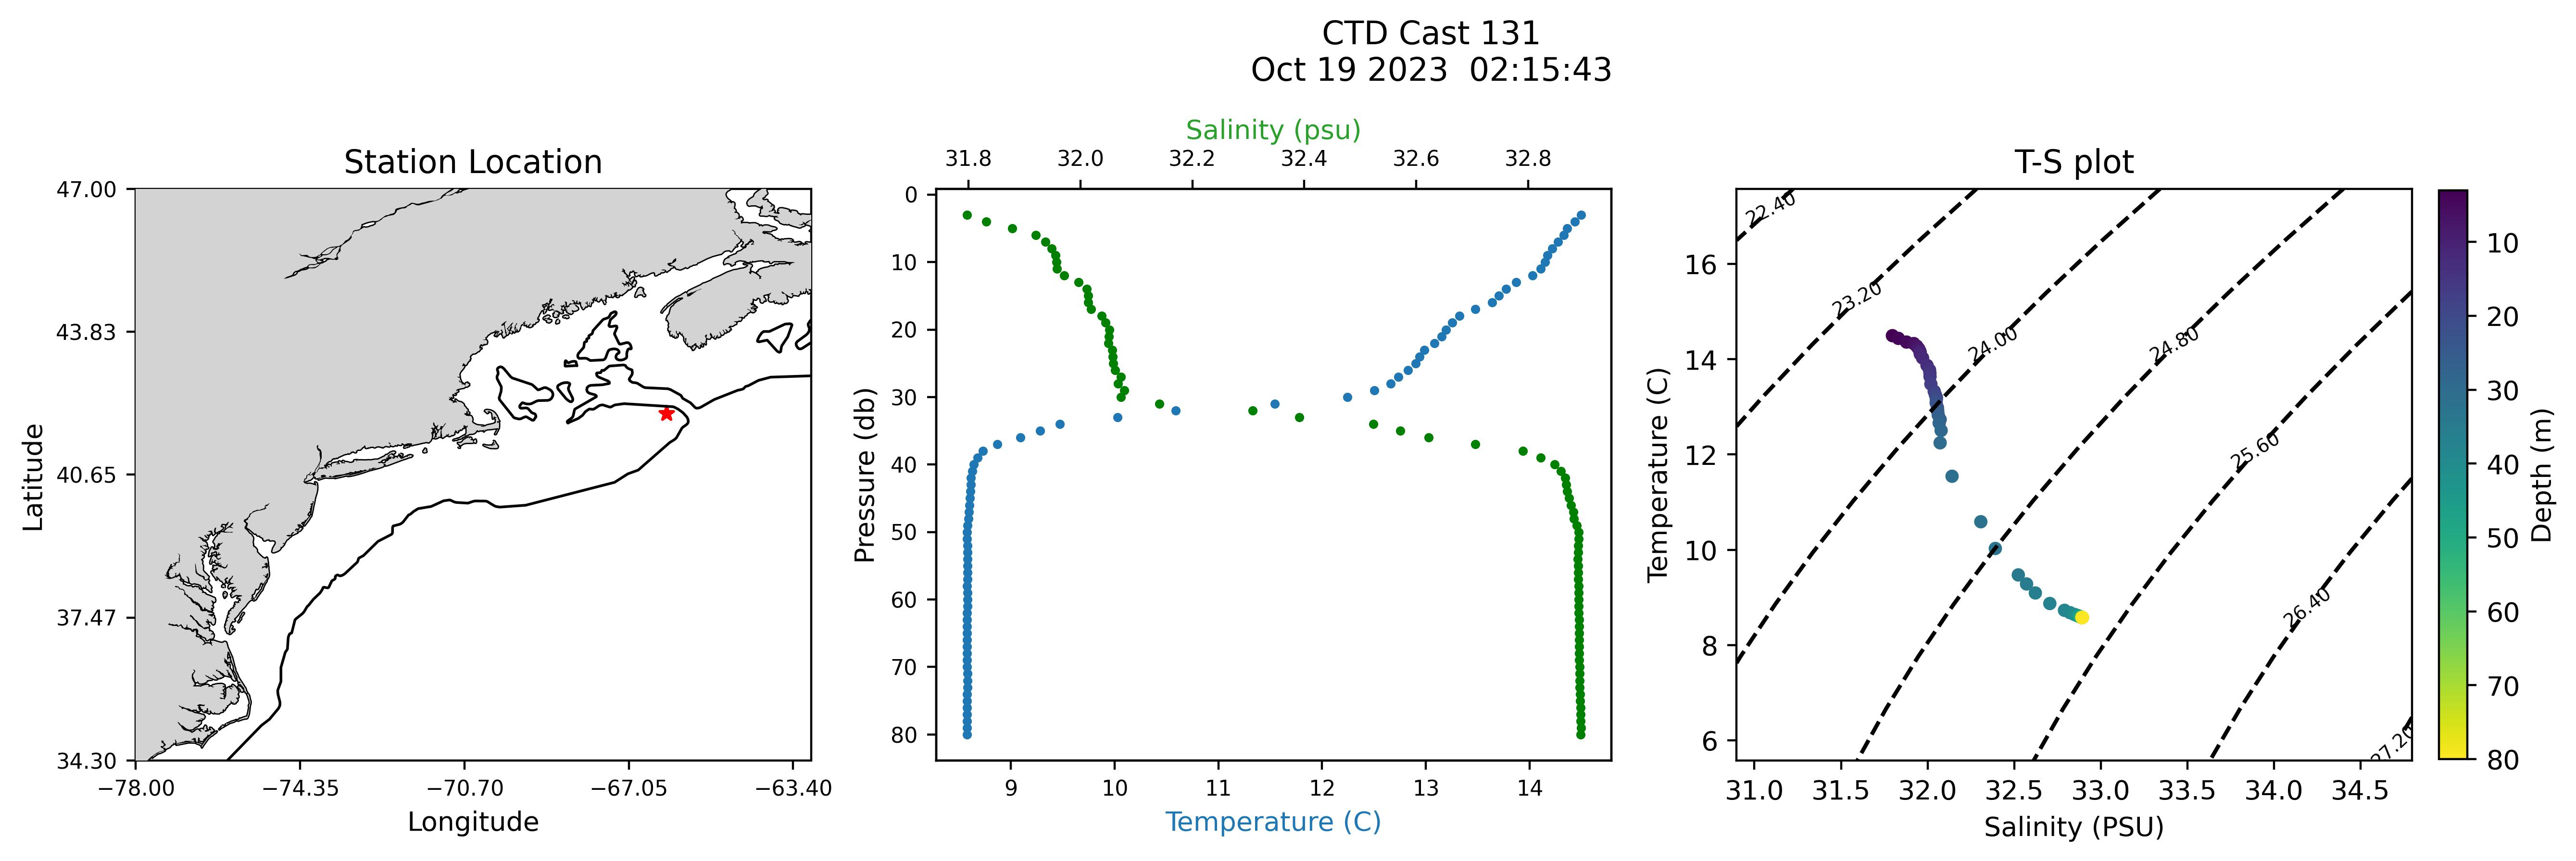 CTD Cast 131
Oct 19 2023  02:15:43
Station Location
47.00
43.83
40.65
37.47
34.30
Latitude
−78.00 −74.35 −70.70 −67.05 −63.40
Longitude
Salinity (psu)
31.8 32.0 32.2 32.4 32.6 32.8
0
10
20
30
40
50
60
70
80
Pressure (db)
9 10 11 12 13 14
Temperature (C)
T-S plot
16
14
12
10
8
6
Temperature (C)
22.40
23.20
24.00
24.80
25.60
26.40
27.20
31.0 31.5 32.0 32.5 33.0 33.5 34.0 34.5
Salinity (PSU)
10
20
30
40
50
60
70
80
Depth (m)